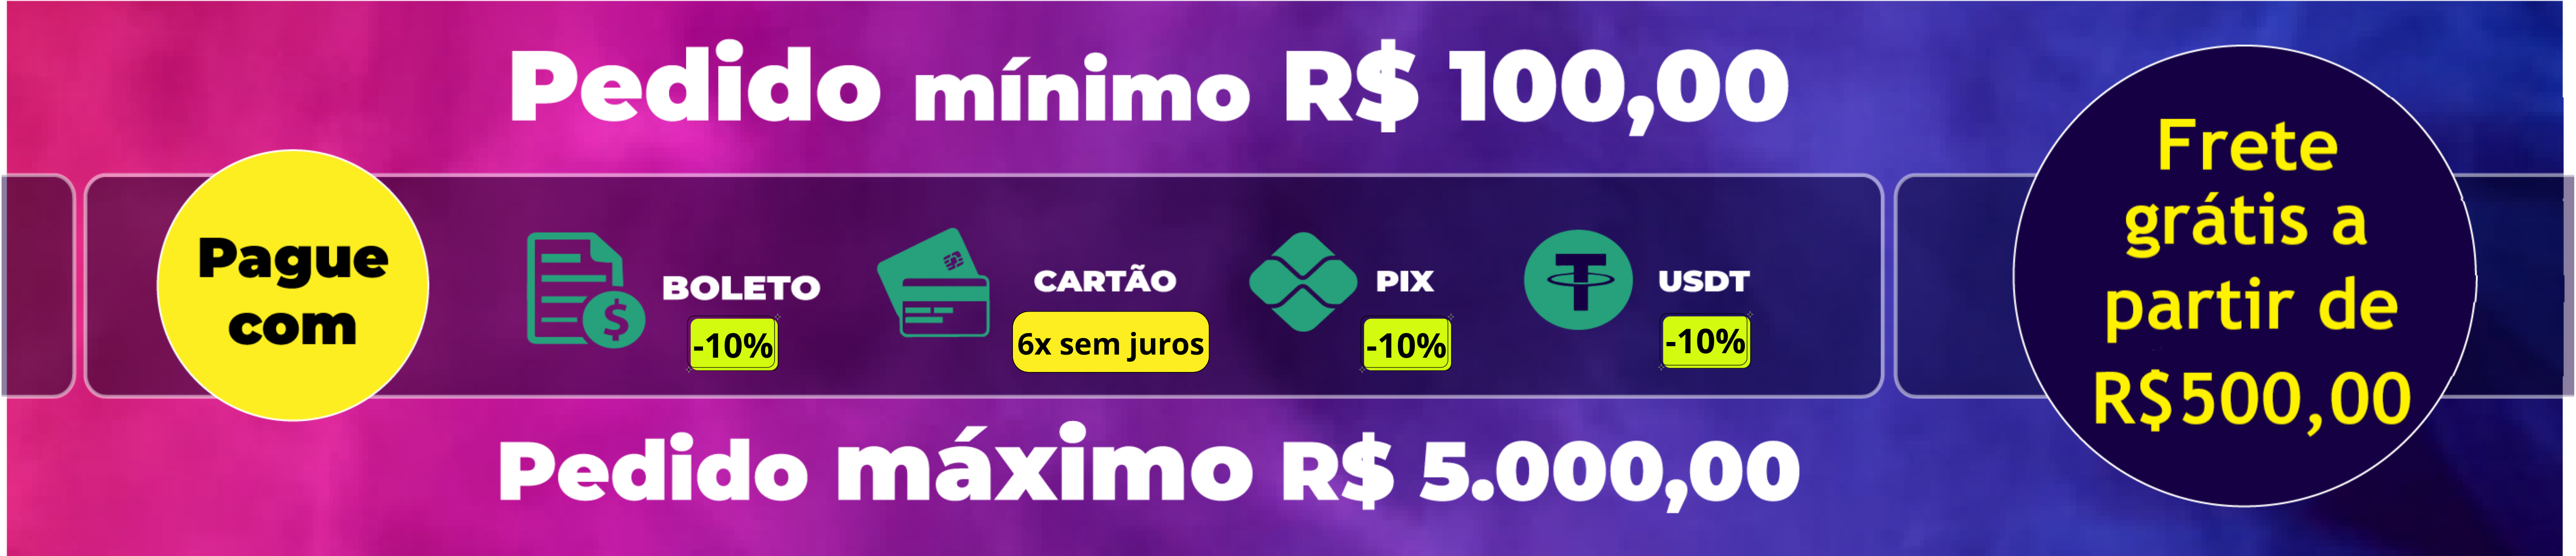 Pedido mínimo R$ 100,00
Pague
com
BOLETO
-10%
CARTÃO
6x sem juros
PIX
-10%
USDT
-10%
Pedido máximo R$ 5.000,00
Frete
grátis a
partir de
R$500,00